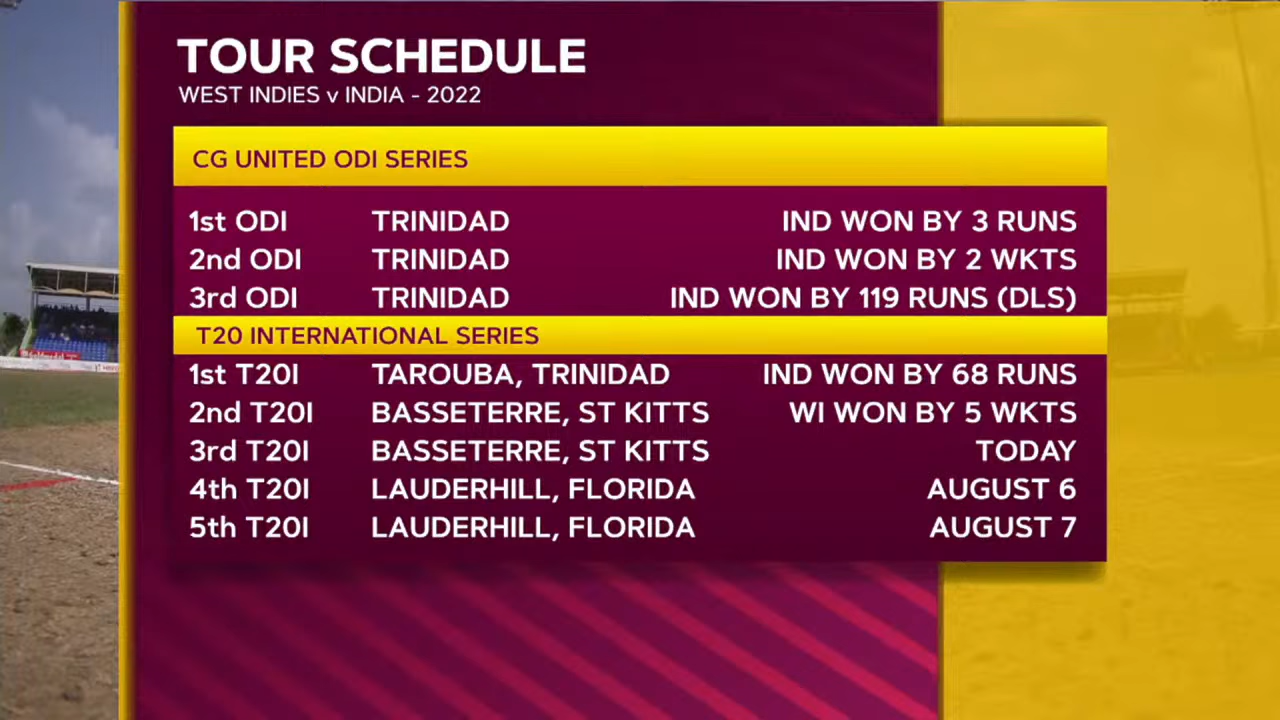 TOUR SCHEDULE
WEST INDIES v INDIA - 2022
CG UNITED ODI SERIES
1st ODI TRINIDAD IND WON BY 3 RUNS
2nd ODI TRINIDAD IND WON BY 2 WKTS
3rd ODI TRINIDAD IND WON BY 119 RUNS (DLS)
T20 INTERNATIONAL SERIES
1st T20I TAROUBA, TRINIDAD IND WON BY 68 RUNS
2nd T20I BASSETERRE, ST KITTS WI WON BY 5 WKTS
3rd T20I BASSETERRE, ST KITTS TODAY
4th T20I LAUDERHILL, FLORIDA AUGUST 6
5th T20I LAUDERHILL, FLORIDA AUGUST 7